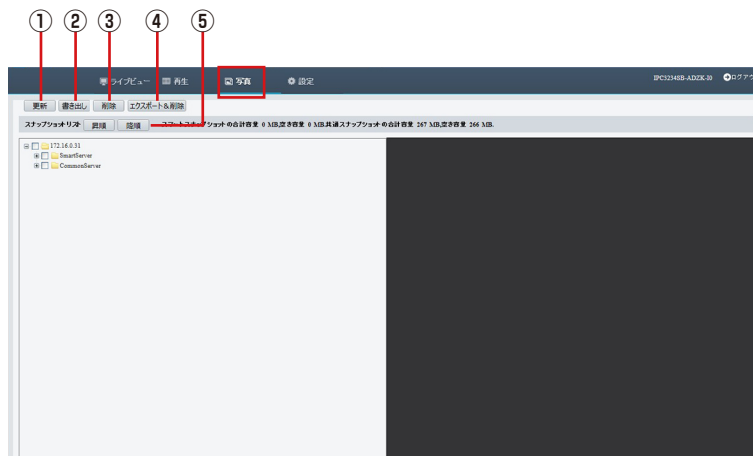 ① ② ③ ④ ⑤
ライブビュー 再生 写真 設定 IPC3234SB-ADZK-I0 ログアウ
更新 書き出し 削除 エクスポート&削除
スナップショットリスト 昇順 降順 スマートスナップショットの合計容量 0 MB,空き容量 0 MB.共通スナップショットの合計容量 267 MB,空き容量 266 MB.
172.16.0.31
SmartServer
CommonServer